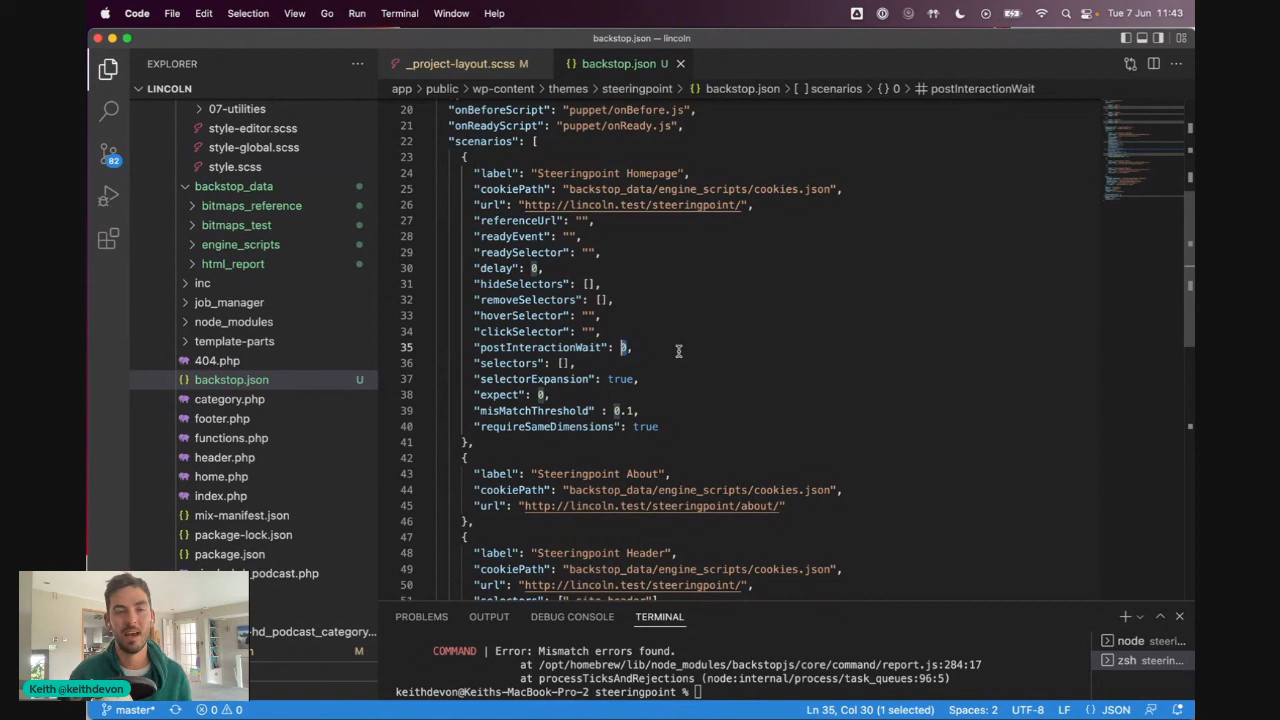 Code File Edit Selection View Go Run Terminal Window Help
Tue 7 Jun 11:43
backstop.json — lincoln
EXPLORER
_project-layout.scss M
backstop.json U
LINCOLN
app > public > wp-content > themes > steeringpoint > {} backstop.json > [ ] scenarios > {} 0 > postInteractionWait
07-utilities
style-editor.scss
style-global.scss
style.scss
backstop_data
bitmaps_reference
bitmaps_test
engine_scripts
html_report
inc
job_manager
node_modules
template-parts
404.php
{} backstop.json U
category.php
footer.php
functions.php
header.php
home.php
index.php
{} mix-manifest.json
{} package-lock.json
{} package.json
_podcast.php
-hd_podcast_category...
M
82
20 "onBeforeScript": "puppet/onBefore.js",
21 "onReadyScript": "puppet/onReady.js",
22 "scenarios": [
23 {
24 "label": "Steeringpoint Homepage",
25 "cookiePath": "backstop_data/engine_scripts/cookies.json",
26 "url": "http://lincoln.test/steeringpoint/",
27 "referenceUrl": "",
28 "readyEvent": "",
29 "readySelector": "",
30 "delay": 0,
31 "hideSelectors": [],
32 "removeSelectors": [],
33 "hoverSelector": "",
34 "clickSelector": "",
35 "postInteractionWait": 0,
36 "selectors": [],
37 "selectorExpansion": true,
38 "expect": 0,
39 "misMatchThreshold" : 0.1,
40 "requireSameDimensions": true
41 },
42 {
43 "label": "Steeringpoint About",
44 "cookiePath": "backstop_data/engine_scripts/cookies.json",
45 "url": "http://lincoln.test/steeringpoint/about/"
46 },
47 {
48 "label": "Steeringpoint Header",
49 "cookiePath": "backstop_data/engine_scripts/cookies.json",
50 "url": "http://lincoln.test/steeringpoint/",
PROBLEMS OUTPUT DEBUG CONSOLE TERMINAL
COMMAND | Error: Mismatch errors found.
at /opt/homebrew/lib/node_modules/backstopjs/core/command/report.js:284:17
at processTicksAndRejections (node:internal/process/task_queues:96:5)
keithdevon@Keiths-MacBook-Pro-2 steeringpoint %
node steeri...
zsh steerin...
Keith @keithdevon
master* 0 0
Ln 35, Col 30 (1 selected) Spaces: 2 UTF-8 LF {} JSON